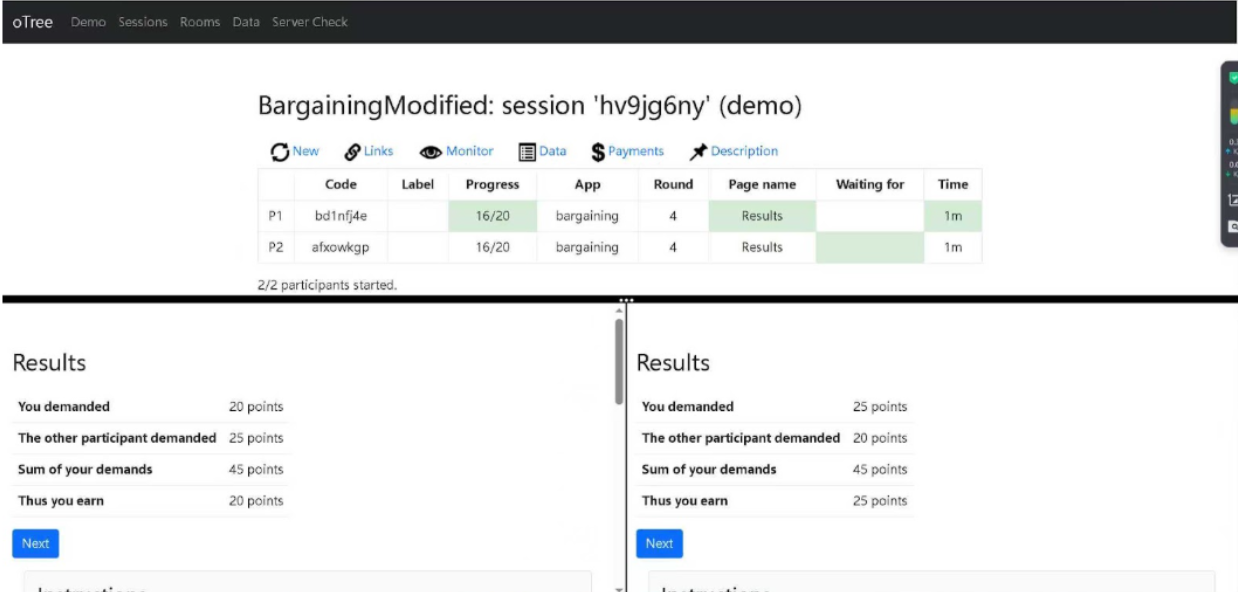 oTree Demo Sessions Rooms Data Server Check
BargainingModified: session 'hv9jg6ny' (demo)
New Links Monitor Data Payments Description
Code Label Progress App Round Page name Waiting for Time
P1 bd1nfj4e 16/20 bargaining 4 Results 1m
P2 afxowkgp 16/20 bargaining 4 Results 1m
2/2 participants started.
Results
You demanded 20 points
The other participant demanded 25 points
Sum of your demands 45 points
Thus you earn 20 points
Next
Instructions
Results
You demanded 25 points
The other participant demanded 20 points
Sum of your demands 45 points
Thus you earn 25 points
Next
Instructions